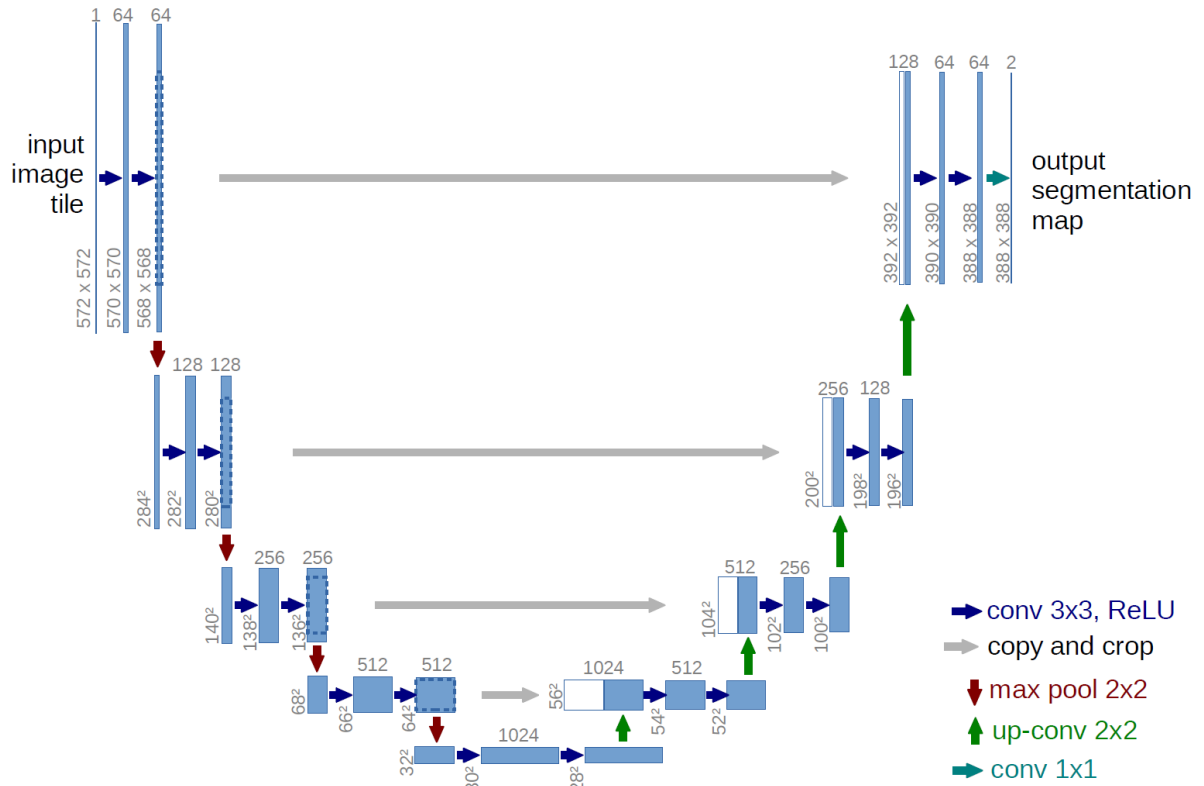 1 64 64
128 64 64 2
input
image
tile
output
segmentation
map
572 x 572
570 x 570
568 x 568
392 x 392
390 x 390
388 x 388
388 x 388
128 128
256 128
284²
282²
280²
200²
198²
196²
256 256
512 256
140²
138²
136²
104²
102²
100²
conv 3x3, ReLU
copy and crop
max pool 2x2
up-conv 2x2
conv 1x1
512 512
1024 512
68²
66²
64²
56²
54²
52²
1024
32²